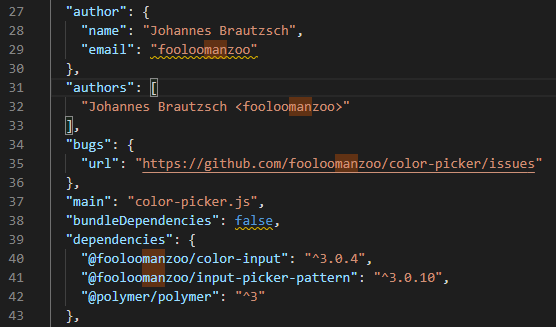 27 "author": {
28 "name": "Johannes Brautzsch",
29 "email": "fooloomanzoo"
30 },
31 "authors": [
32 "Johannes Brautzsch <fooloomanzoo>"
33 ],
34 "bugs": {
35 "url": "https://github.com/fooloomanzoo/color-picker/issues"
36 },
37 "main": "color-picker.js",
38 "bundleDependencies": false,
39 "dependencies": {
40 "@fooloomanzoo/color-input": "^3.0.4",
41 "@fooloomanzoo/input-picker-pattern": "^3.0.10",
42 "@polymer/polymer": "^3"
43 },